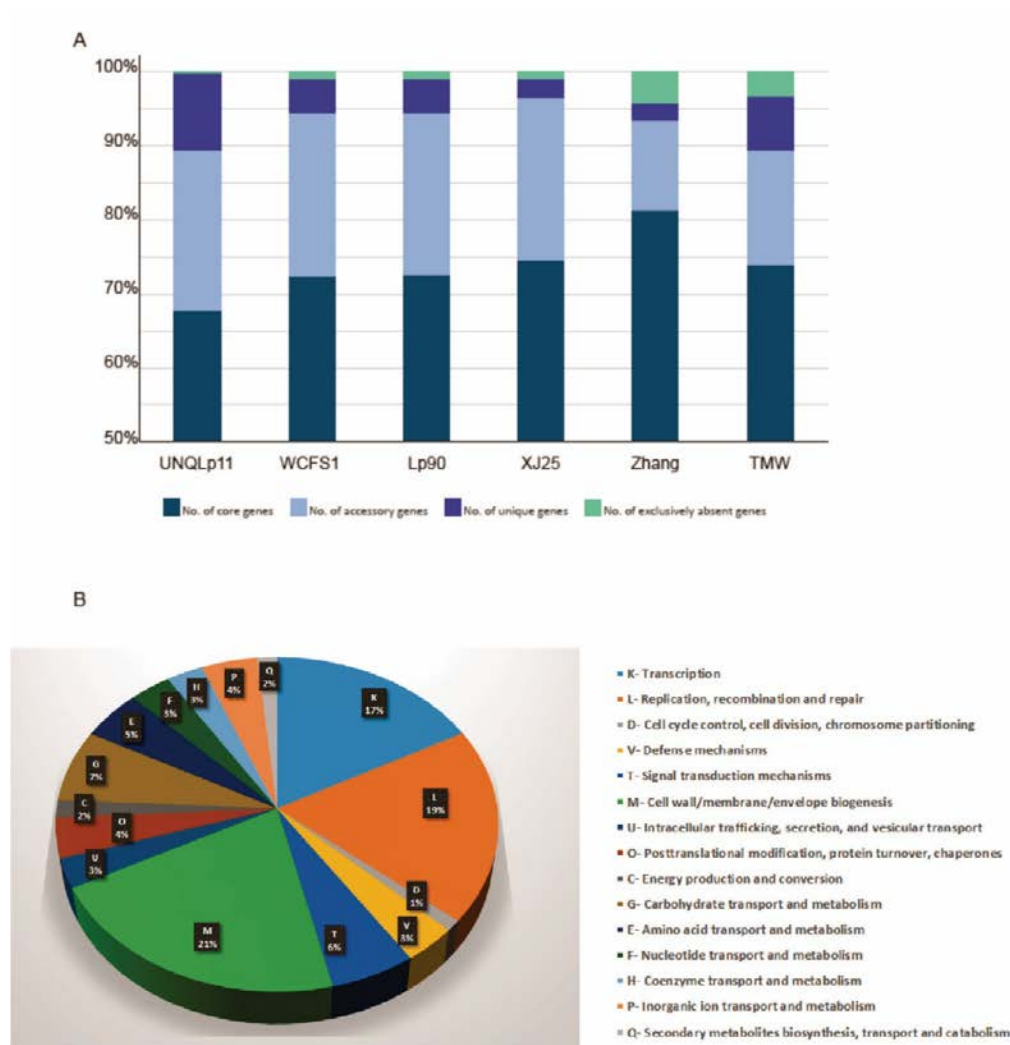 A
100%
90%
80%
70%
60%
50%
UNQLp11 WCFS1 Lp90 XJ25 Zhang TMW
No. of core genes No. of accessory genes No. of unique genes No. of exclusively absent genes
B
K
17%
L
19%
D
1%
V
3%
T
6%
M
21%
U
3%
O
4%
C
2%
G
7%
E
5%
F
3%
H
3%
P
4%
Q
2%
K- Transcription
L- Replication, recombination and repair
D- Cell cycle control, cell division, chromosome partitioning
V- Defense mechanisms
T- Signal transduction mechanisms
M- Cell wall/membrane/envelope biogenesis
U- Intracellular trafficking, secretion, and vesicular transport
O- Posttranslational modification, protein turnover, chaperones
C- Energy production and conversion
G- Carbohydrate transport and metabolism
E- Amino acid transport and metabolism
F- Nucleotide transport and metabolism
H- Coenzyme transport and metabolism
P- Inorganic ion transport and metabolism
Q- Secondary metabolites biosynthesis, transport and catabolism